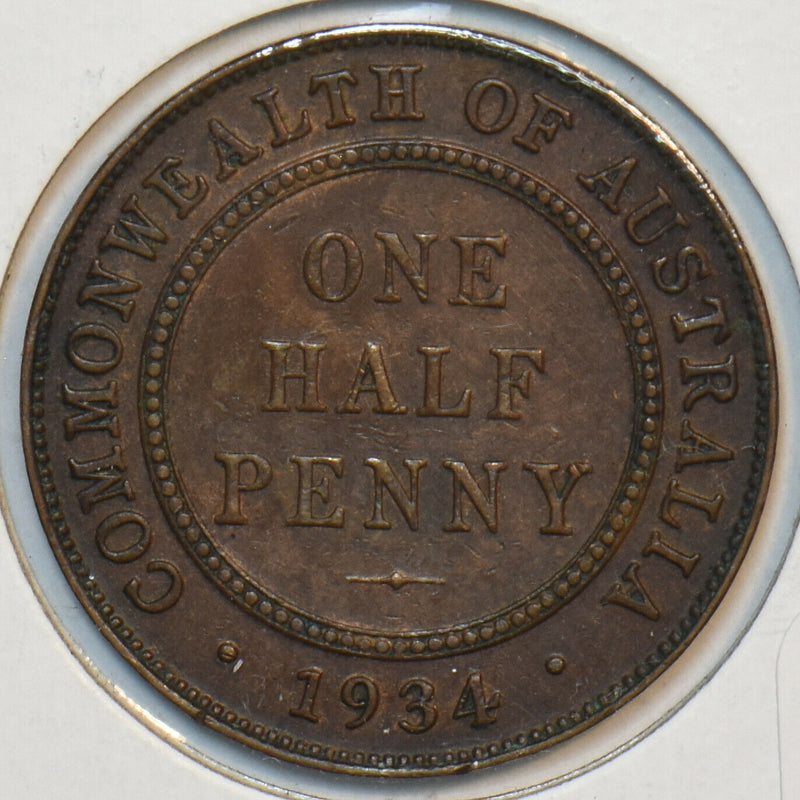 COMMONWEALTH OF AUSTRALIA
ONE
HALF
PENNY
1934